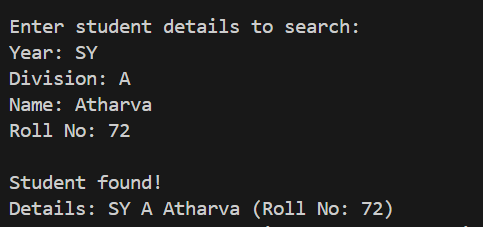 Enter student details to search:
Year: SY
Division: A
Name: Atharva
Roll No: 72
Student found!
Details: SY A Atharva (Roll No: 72)